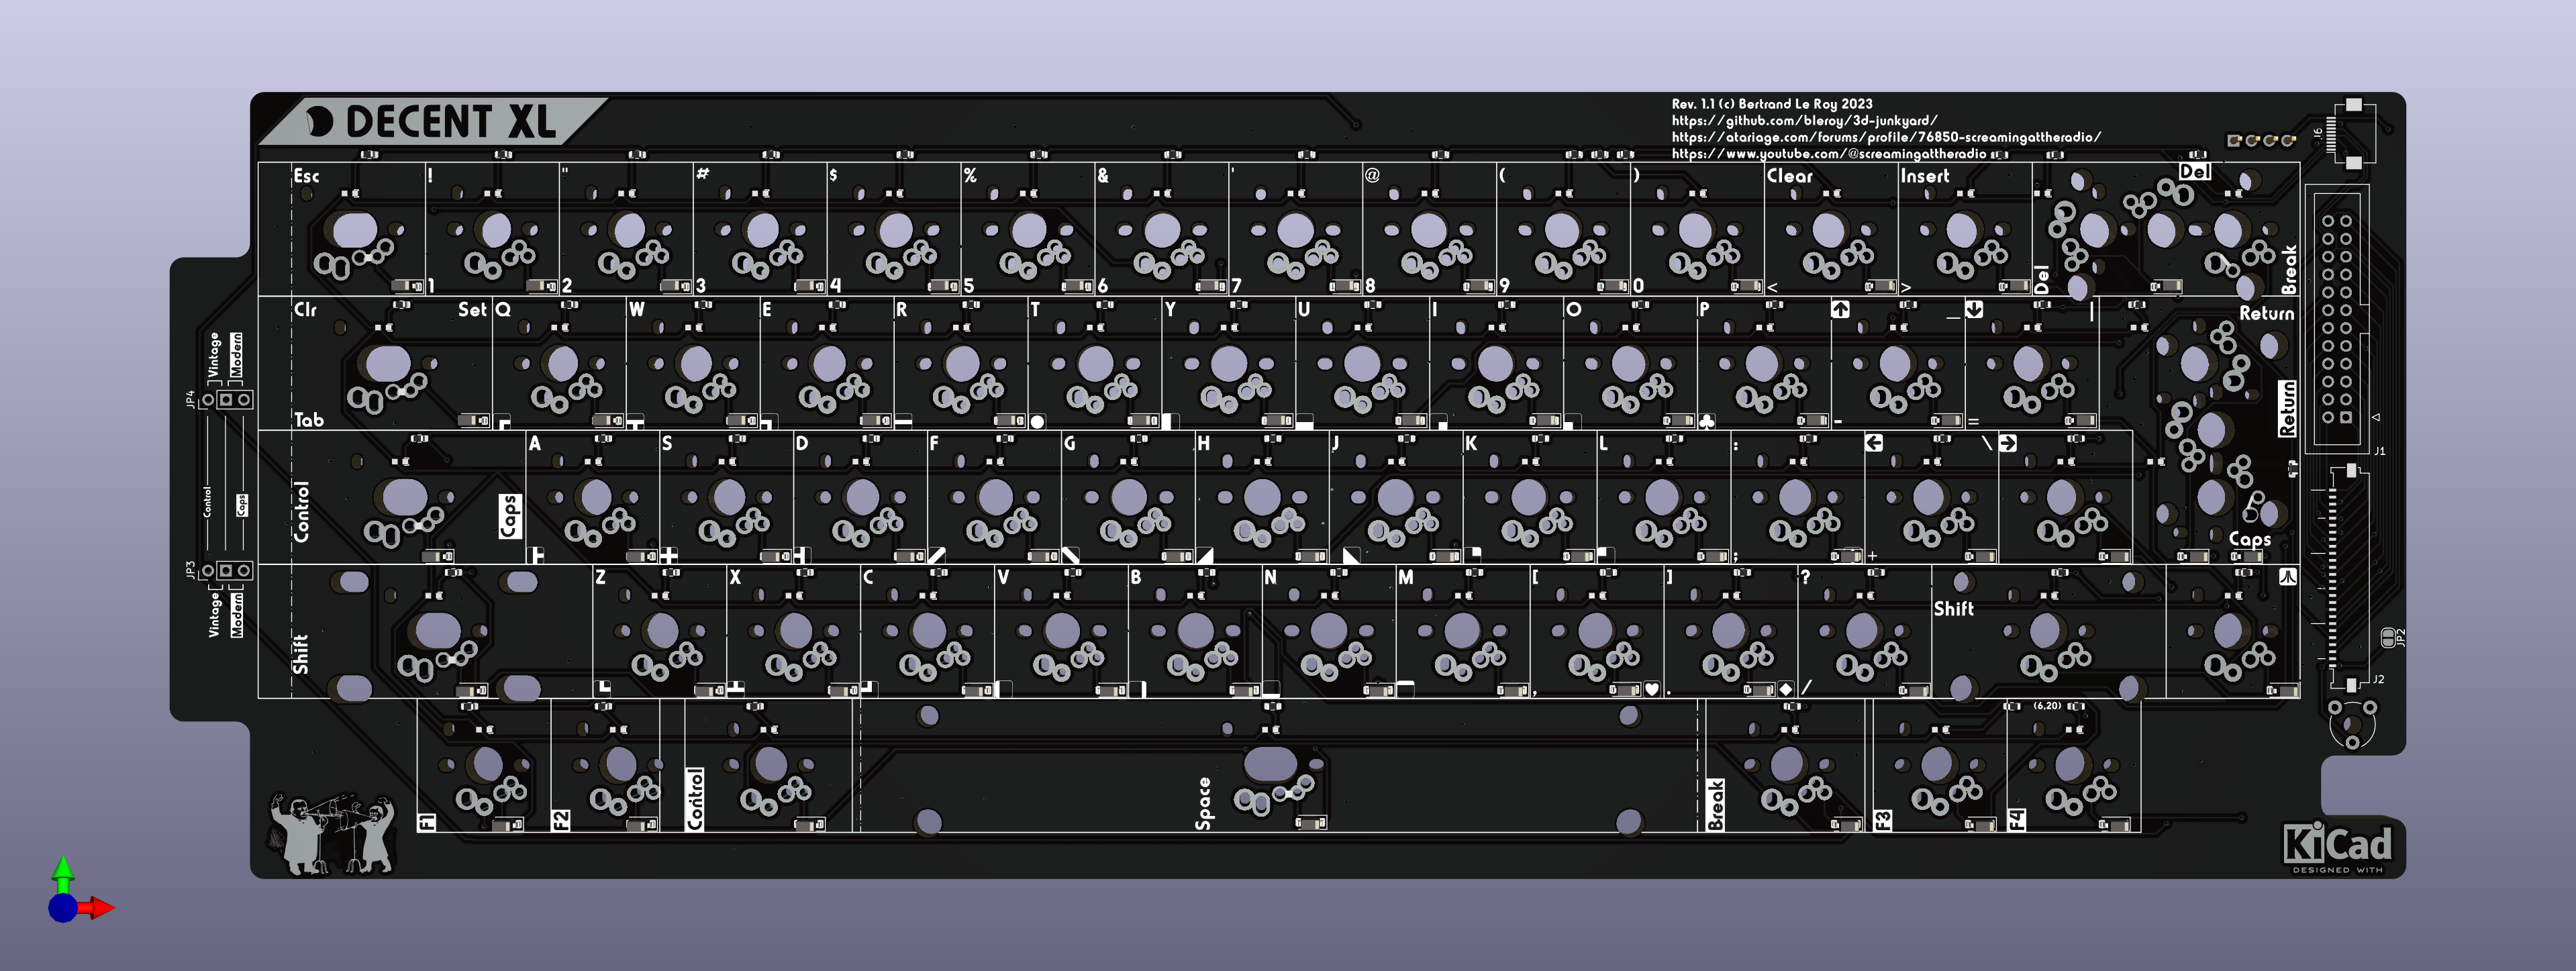 DECENT XL
Rev. 1.1 (c) Bertrand Le Roy 2023
https://github.com/bleroy/3d-junkyard/
https://atariage.com/forums/profile/76850-screamingattheradio/
https://www.youtube.com/@screamingattheradio
J6
Esc ! " # $ % & ' @ ( ) Clear Insert Del
1 2 3 4 5 6 7 8 9 0 < > Del Break
Clr Set Q W E R T Y U I O P _ | Return
Tab - = Return
Vintage Modern
JP4
Control Caps
JP3
Vintage Modern
Control Caps A S D F G H J K L : \
; + Caps
J1
Shift Z X C V B N M [ ] ? Shift
, . /
JP2
J2
(6,20)
F1 F2 Control Space Break F3 F4
KiCad
DESIGNED WITH